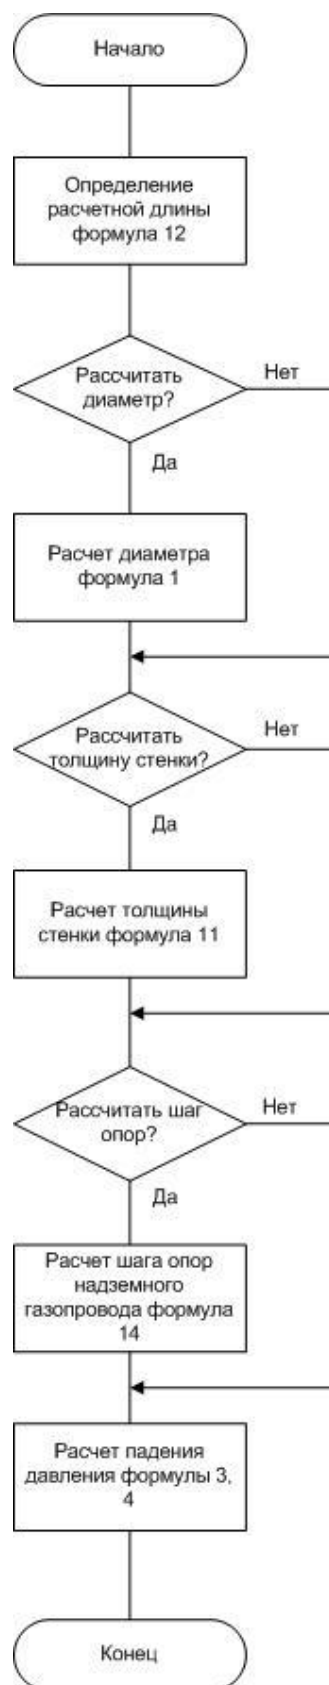 Начало
Определение
расчетной длины
формула 12
Рассчитать
диаметр?
Нет
Да
Расчет диаметра
формула 1
Рассчитать
толщину стенки?
Нет
Да
Расчет толщины
стенки формула 11
Рассчитать шаг
опор?
Нет
Да
Расчет шага опор
надземного
газопровода формула
14
Расчет падения
давления формулы 3,
4
Конец